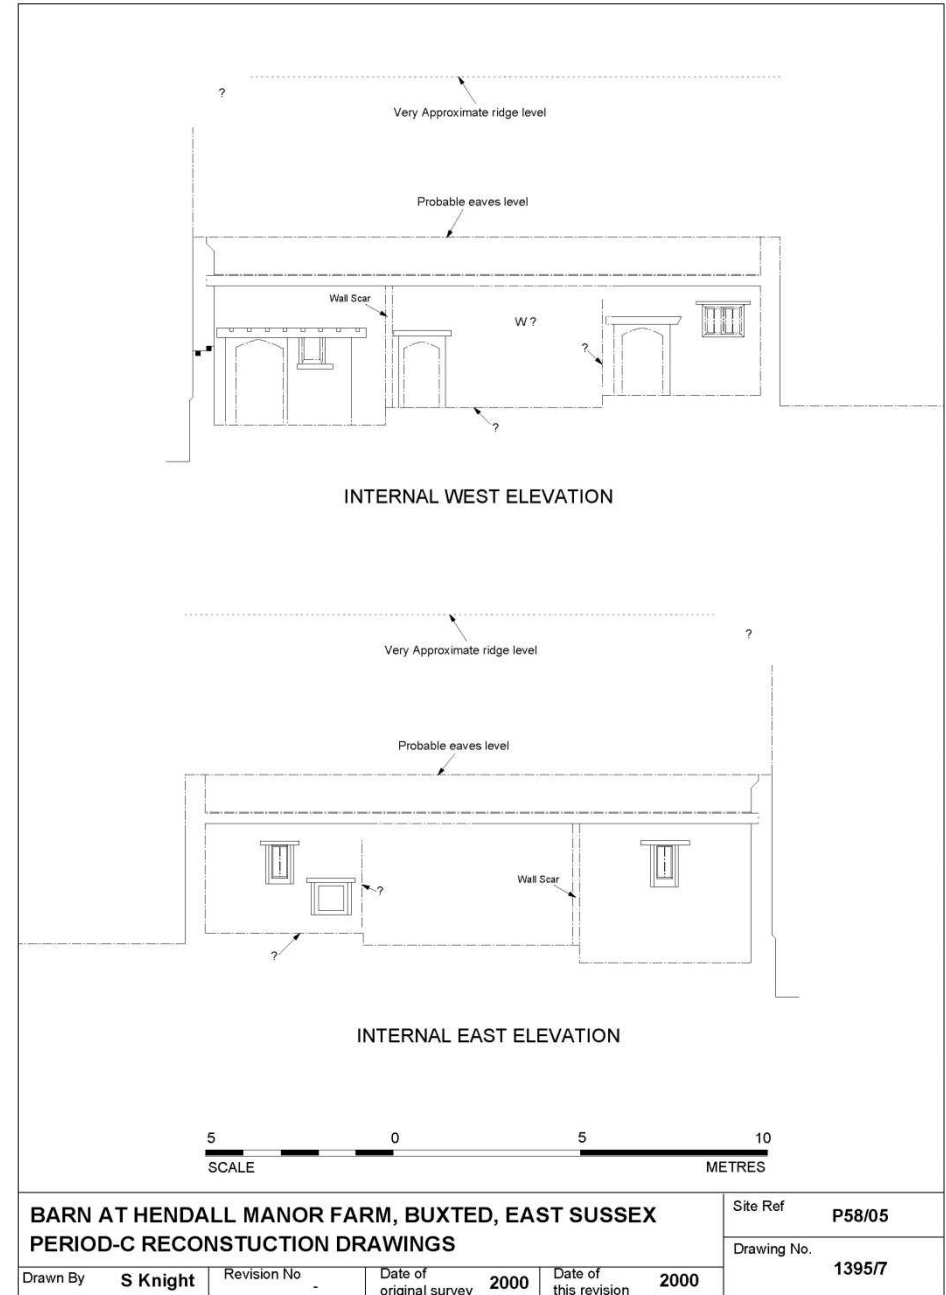 ?
Very Approximate ridge level
Probable eaves level
Wall Scar
W ?
?
?
INTERNAL WEST ELEVATION
Very Approximate ridge level
?
Probable eaves level
Wall Scar
?
?
INTERNAL EAST ELEVATION
5 0 5 10
SCALE METRES
BARN AT HENDALL MANOR FARM, BUXTED, EAST SUSSEX
PERIOD-C RECONSTUCTION DRAWINGS
Site Ref P58/05
Drawing No. 1395/7
Drawn By S Knight
Revision No -
Date of
original survey 2000
Date of
this revision 2000